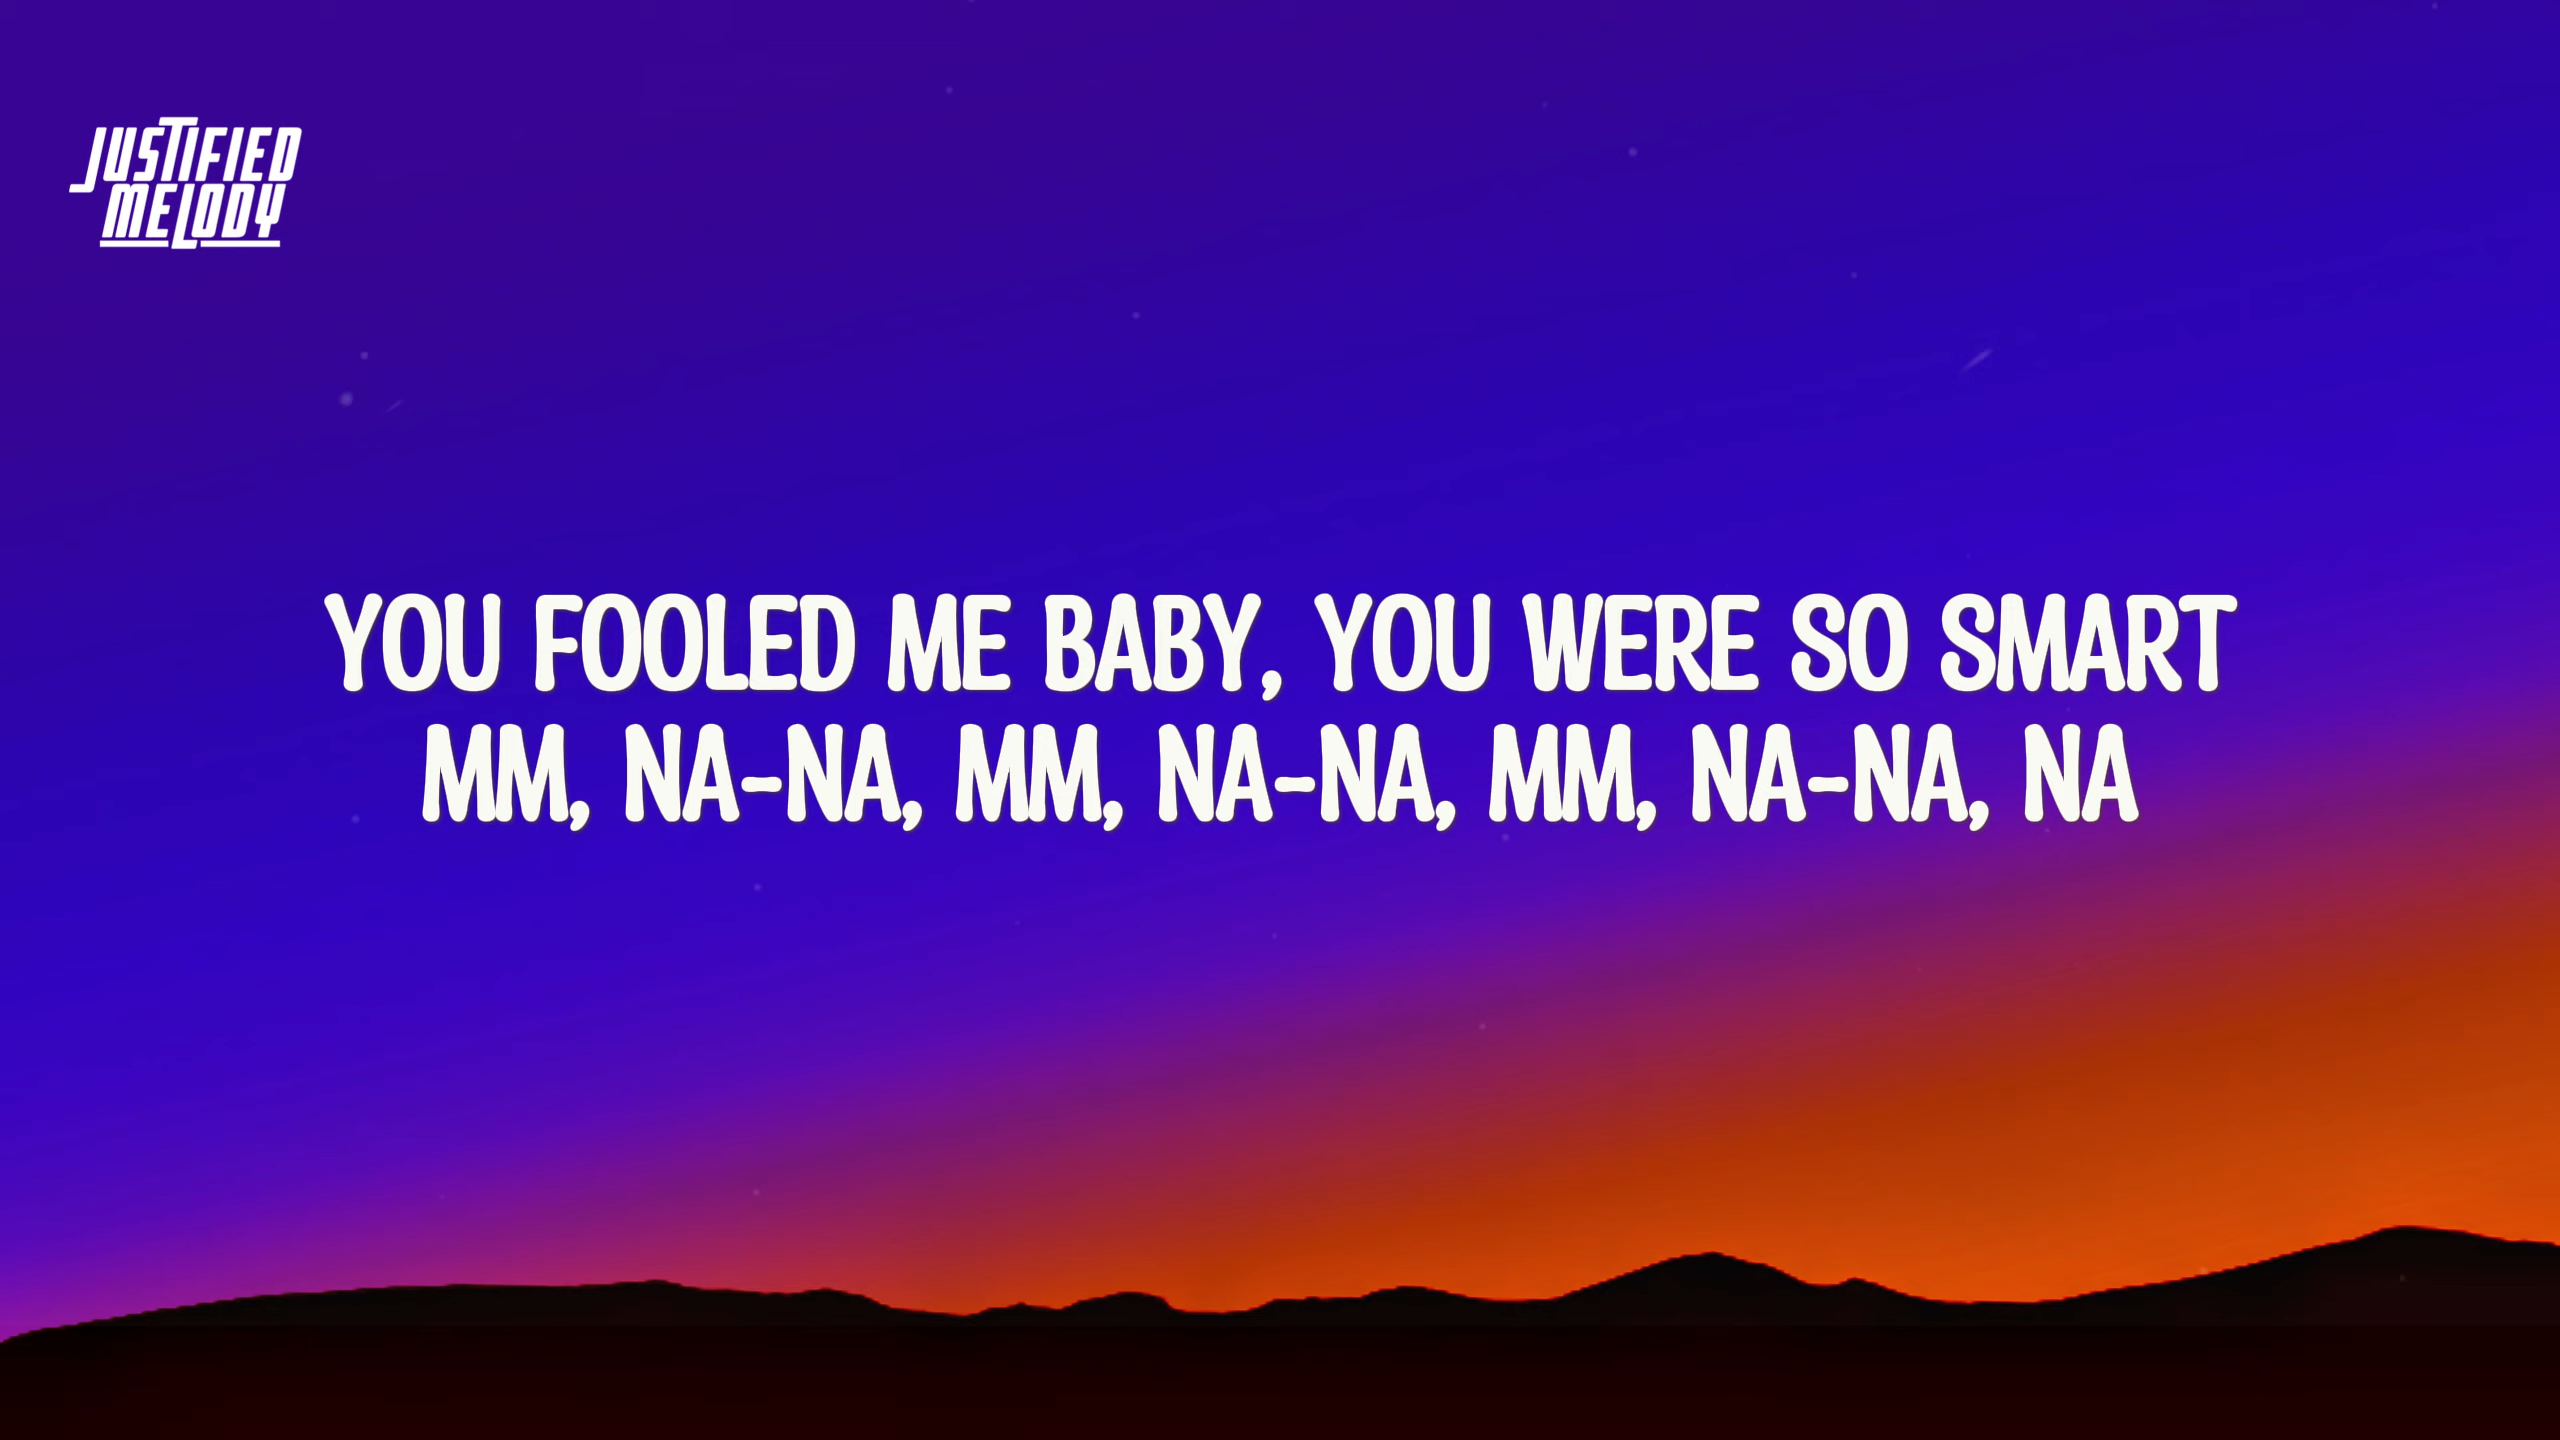 JUSTIFIED
MELODY
YOU FOOLED ME BABY, YOU WERE SO SMART
MM, NA-NA, MM, NA-NA, MM, NA-NA, NA